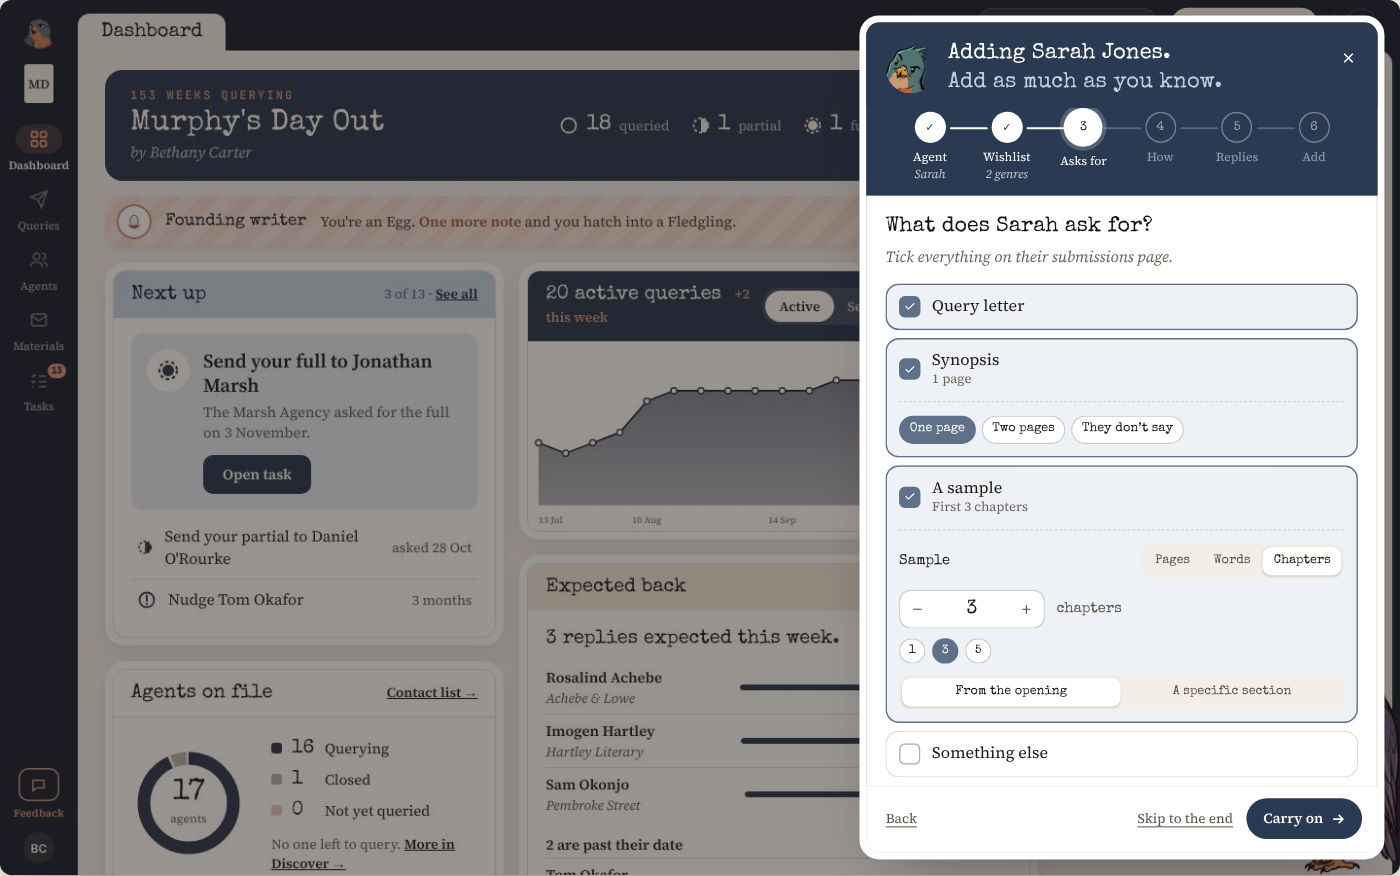 Dashboard
MD
Dashboard
Queries
Agents
Materials
13
Tasks
Feedback
BC
153 WEEKS QUERYING
Murphy's Day Out
by Bethany Carter
18 queried
1 partial
1
Founding writer You're an Egg. One more note and you hatch into a Fledgling.
Next up
3 of 13 · See all
Send your full to Jonathan
Marsh
The Marsh Agency asked for the full
on 3 November.
Open task
Send your partial to Daniel
O'Rourke
asked 28 Oct
Nudge Tom Okafor
3 months
Agents on file
Contact list →
17
agents
16 Querying
1 Closed
0 Not yet queried
No one left to query. More in
Discover →
20 active queries +2
this week
Active
13 Jul
10 Aug
14 Sep
Expected back
3 replies expected this week.
Rosalind Achebe
Achebe & Lowe
Imogen Hartley
Hartley Literary
Sam Okonjo
Pembroke Street
2 are past their date
Tom Okafor
Adding Sarah Jones.
Add as much as you know.
✓
✓
3
4
5
6
Agent
Wishlist
Asks for
How
Replies
Add
Sarah
2 genres
What does Sarah ask for?
Tick everything on their submissions page.
Query letter
Synopsis
1 page
One page
Two pages
They don't say
A sample
First 3 chapters
Sample
Pages
Words
Chapters
− 3 + chapters
1
3
5
From the opening
A specific section
Something else
Back
Skip to the end
Carry on →